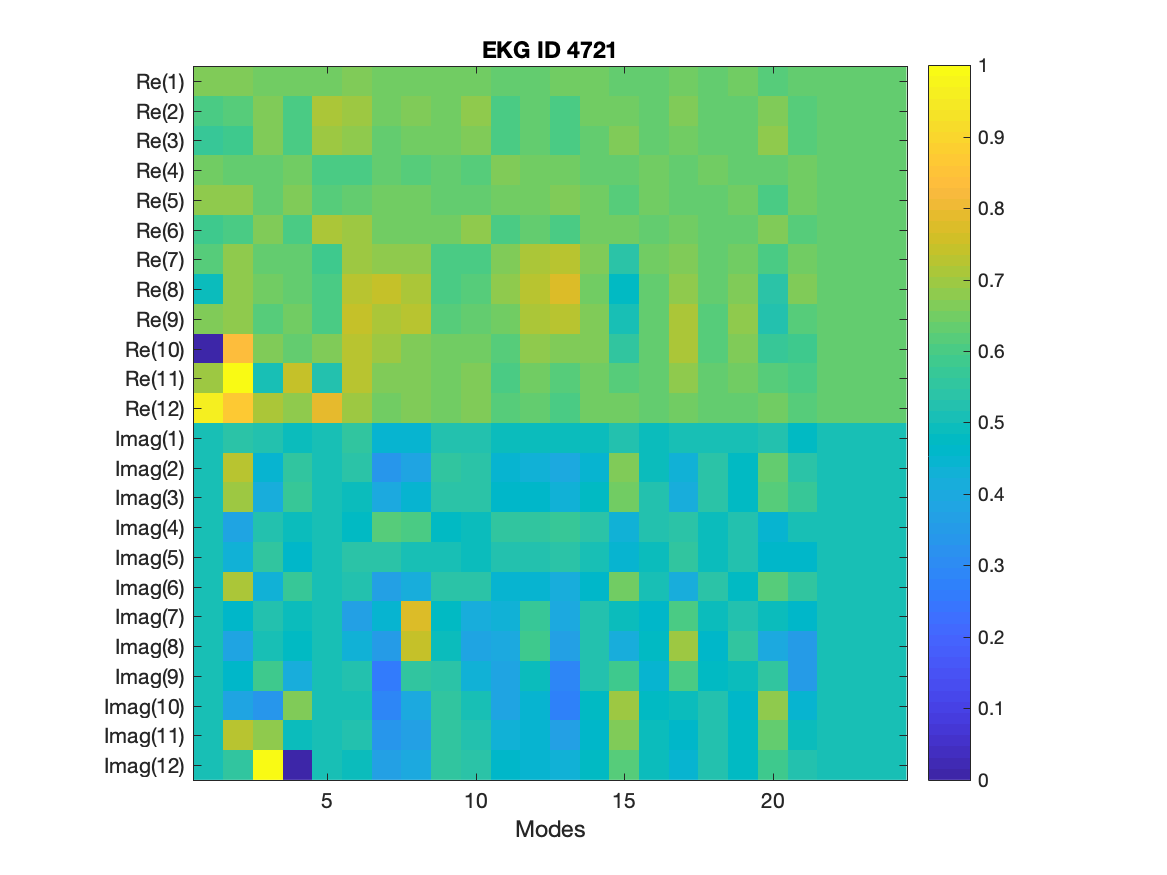 EKG ID 4721
Re(1)
Re(2)
Re(3)
Re(4)
Re(5)
Re(6)
Re(7)
Re(8)
Re(9)
Re(10)
Re(11)
Re(12)
Imag(1)
Imag(2)
Imag(3)
Imag(4)
Imag(5)
Imag(6)
Imag(7)
Imag(8)
Imag(9)
Imag(10)
Imag(11)
Imag(12)
5 10 15 20
Modes
1
0.9
0.8
0.7
0.6
0.5
0.4
0.3
0.2
0.1
0